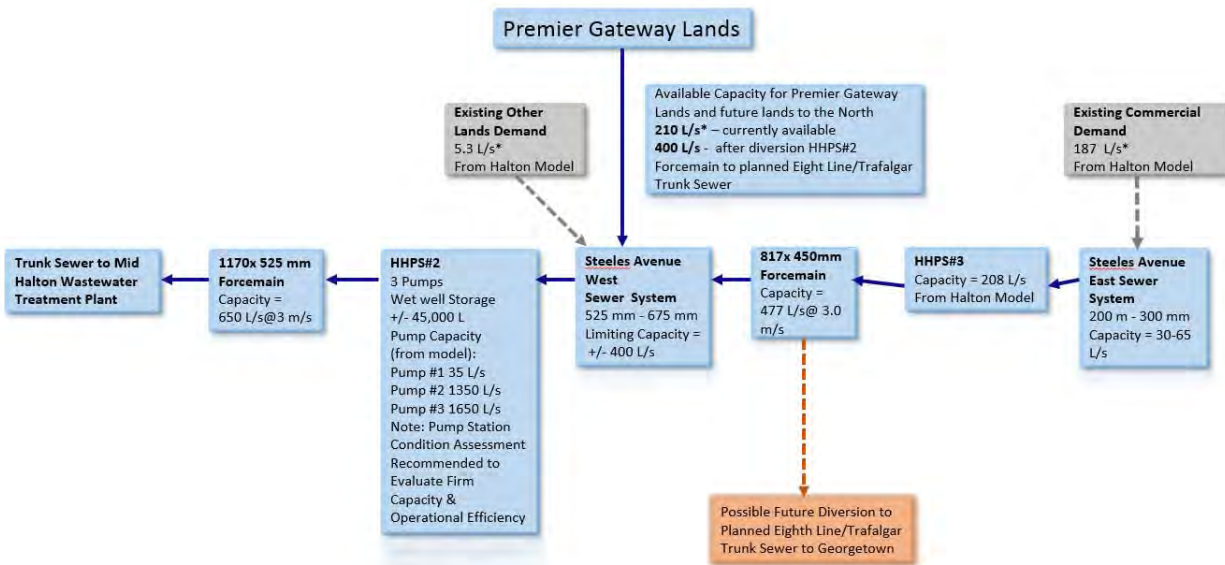 Premier Gateway Lands
Existing Other
Lands Demand
5.3 L/s*
From Halton Model
Available Capacity for Premier Gateway
Lands and future lands to the North
210 L/s* – currently available
400 L/s - after diversion HHPS#2
Forcemain to planned Eight Line/Trafalgar
Trunk Sewer
Existing Commercial
Demand
187 L/s*
From Halton Model
Trunk Sewer to Mid
Halton Wastewater
Treatment Plant
1170x 525 mm
Forcemain
Capacity =
650 L/s@3 m/s
HHPS#2
3 Pumps
Wet well Storage
+/- 45,000 L
Pump Capacity
(from model):
Pump #1 35 L/s
Pump #2 1350 L/s
Pump #3 1650 L/s
Note: Pump Station
Condition Assessment
Recommended to
Evaluate Firm
Capacity &
Operational Efficiency
Steeles Avenue
West
Sewer System
525 mm - 675 mm
Limiting Capacity =
+/- 400 L/s
817x 450mm
Forcemain
Capacity =
477 L/s@ 3.0
m/s
HHPS#3
Capacity = 208 L/s
From Halton Model
Steeles Avenue
East Sewer
System
200 m - 300 mm
Capacity = 30-65
L/s
Possible Future Diversion to
Planned Eighth Line/Trafalgar
Trunk Sewer to Georgetown